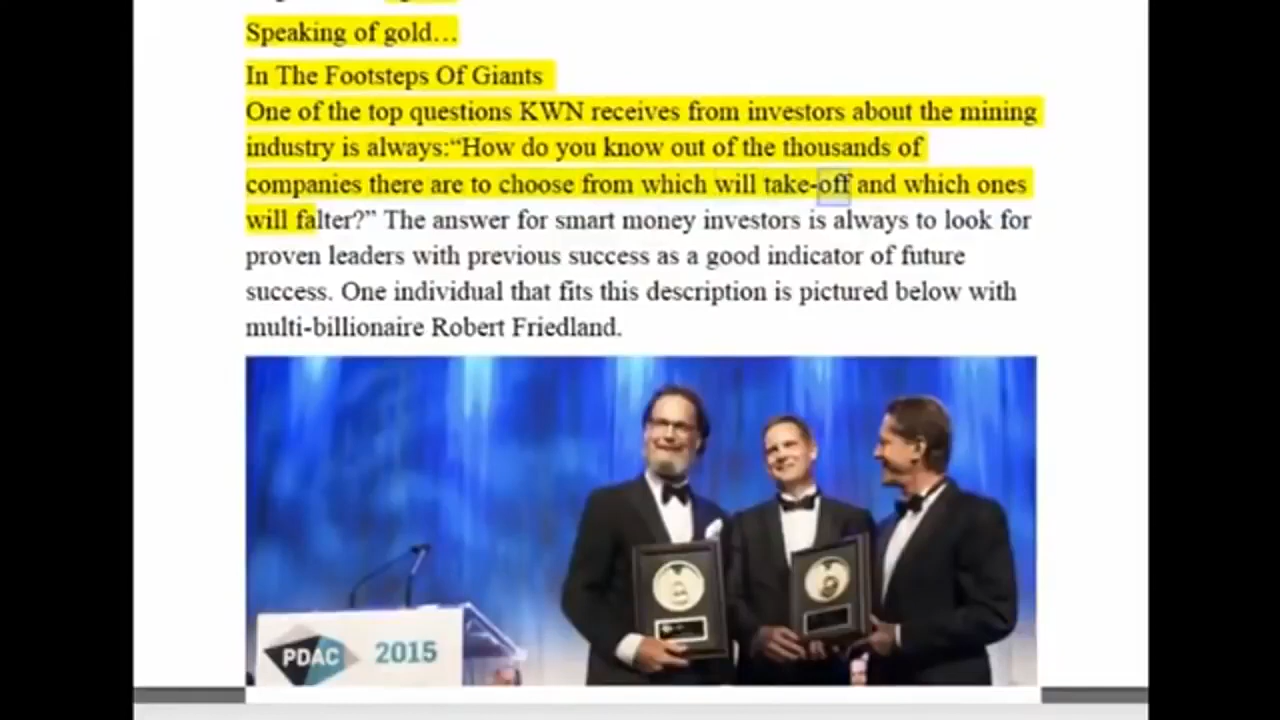 Speaking of gold…
In The Footsteps Of Giants
One of the top questions KWN receives from investors about the mining
industry is always:“How do you know out of the thousands of
companies there are to choose from which will take-off and which ones
will falter?” The answer for smart money investors is always to look for
proven leaders with previous success as a good indicator of future
success. One individual that fits this description is pictured below with
multi-billionaire Robert Friedland.
PDAC 2015